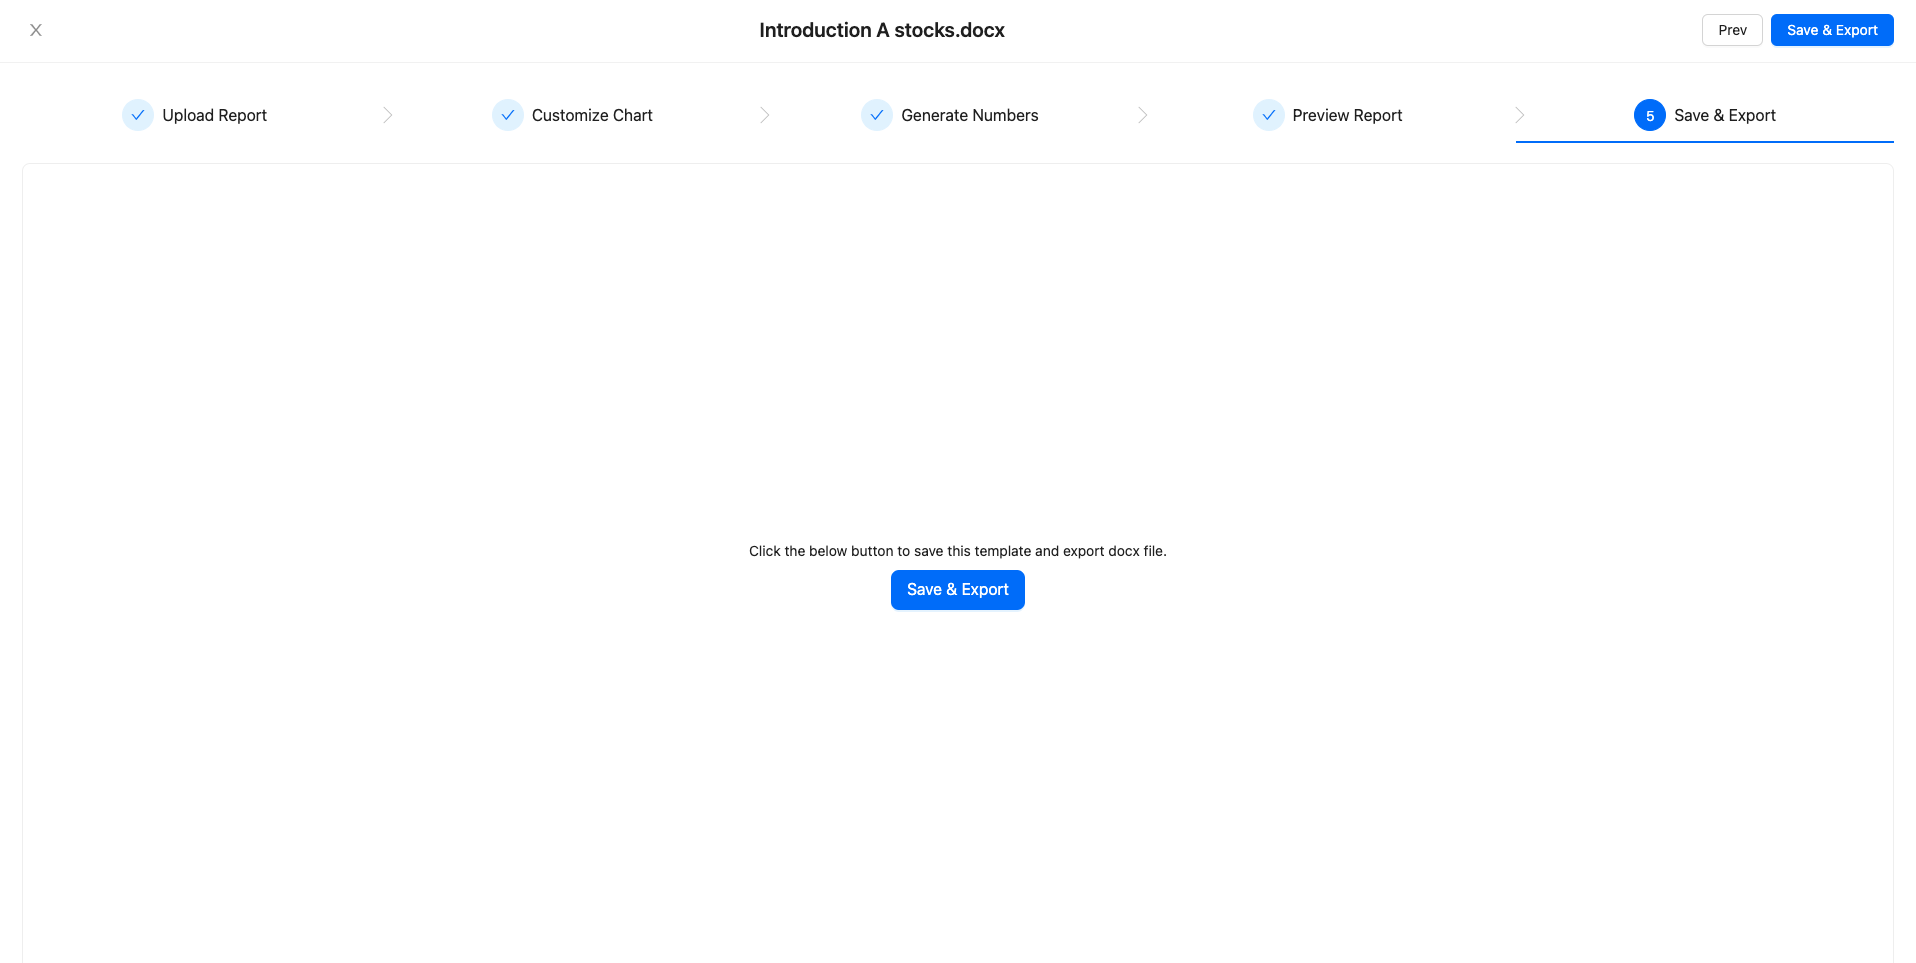 Introduction A stocks.docx
Prev
Save & Export
Upload Report
Customize Chart
Generate Numbers
Preview Report
5 Save & Export
Click the below button to save this template and export docx file.
Save & Export